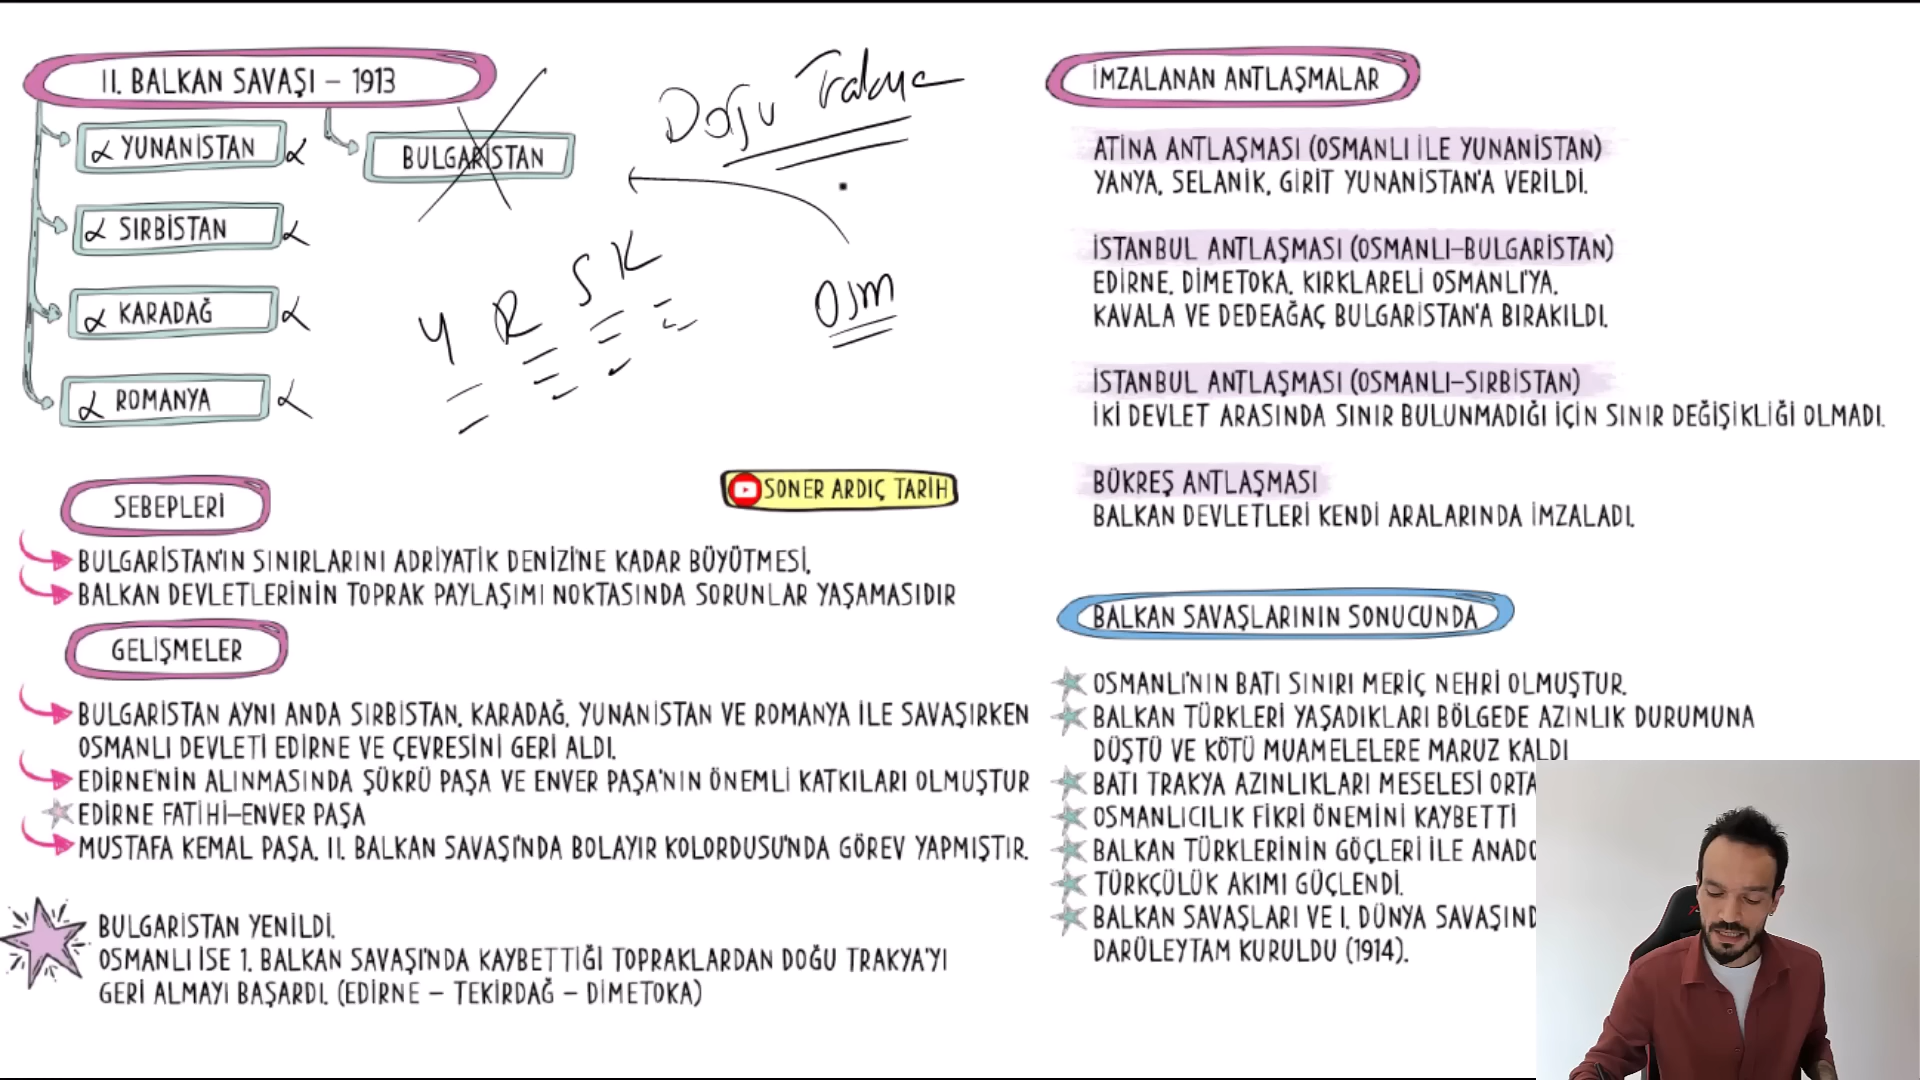 II. BALKAN SAVAŞI – 1913
YUNANİSTAN
BULGARİSTAN
SIRBİSTAN
KARADAĞ
ROMANYA
Doğu Trakya
Y R S K
Osm
SONER ARDIÇ TARİH
SEBEPLERİ
BULGARİSTAN'IN SINIRLARINI ADRİYATİK DENİZİ'NE KADAR BÜYÜTMESİ.
BALKAN DEVLETLERİNİN TOPRAK PAYLAŞIMI NOKTASINDA SORUNLAR YAŞAMASIDIR
GELİŞMELER
BULGARİSTAN AYNI ANDA SIRBİSTAN, KARADAĞ, YUNANİSTAN VE ROMANYA İLE SAVAŞIRKEN
OSMANLI DEVLETİ EDİRNE VE ÇEVRESİNİ GERİ ALDI.
EDİRNE'NİN ALINMASINDA ŞÜKRÜ PAŞA VE ENVER PAŞA'NIN ÖNEMLİ KATKILARI OLMUŞTUR
EDİRNE FATİHİ–ENVER PAŞA
MUSTAFA KEMAL PAŞA, II. BALKAN SAVAŞI'NDA BOLAYIR KOLORDUSU'NDA GÖREV YAPMIŞTIR.
BULGARİSTAN YENİLDİ.
OSMANLI İSE 1. BALKAN SAVAŞI'NDA KAYBETTİĞİ TOPRAKLARDAN DOĞU TRAKYA'YI
GERİ ALMAYI BAŞARDI. (EDİRNE – TEKİRDAĞ – DİMETOKA)
İMZALANAN ANTLAŞMALAR
ATİNA ANTLAŞMASI (OSMANLI İLE YUNANİSTAN)
YANYA, SELANİK, GİRİT YUNANİSTAN'A VERİLDİ.
İSTANBUL ANTLAŞMASI (OSMANLI–BULGARİSTAN)
EDİRNE, DİMETOKA, KIRKLARELİ OSMANLI'YA,
KAVALA VE DEDEAĞAÇ BULGARİSTAN'A BIRAKILDI.
İSTANBUL ANTLAŞMASI (OSMANLI–SIRBİSTAN)
İKİ DEVLET ARASINDA SINIR BULUNMADIĞI İÇİN SINIR DEĞİŞİKLİĞİ OLMADI.
BÜKREŞ ANTLAŞMASI
BALKAN DEVLETLERİ KENDİ ARALARINDA İMZALADI.
BALKAN SAVAŞLARININ SONUCUNDA
OSMANLI'NIN BATI SINIRI MERİÇ NEHRİ OLMUŞTUR.
BALKAN TÜRKLERİ YAŞADIKLARI BÖLGEDE AZINLIK DURUMUNA
DÜŞTÜ VE KÖTÜ MUAMELELERE MARUZ KALDI
BATI TRAKYA AZINLIKLARI MESELESİ ORTA
OSMANLICILIK FİKRİ ÖNEMİNİ KAYBETTİ
BALKAN TÜRKLERİNİN GÖÇLERİ İLE ANADO
TÜRKÇÜLÜK AKIMI GÜÇLENDİ.
BALKAN SAVAŞLARI VE I. DÜNYA SAVAŞIND
DARÜLEYTAM KURULDU (1914).